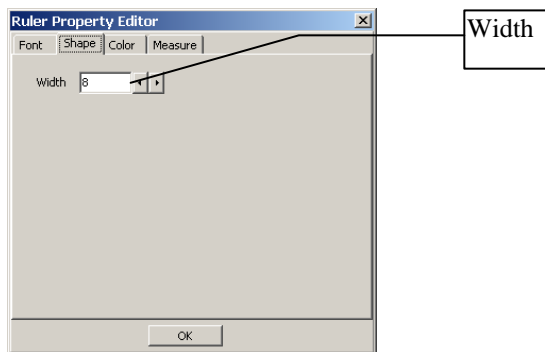 Ruler Property Editor
Width
Font Shape Color Measure
Width 8
OK